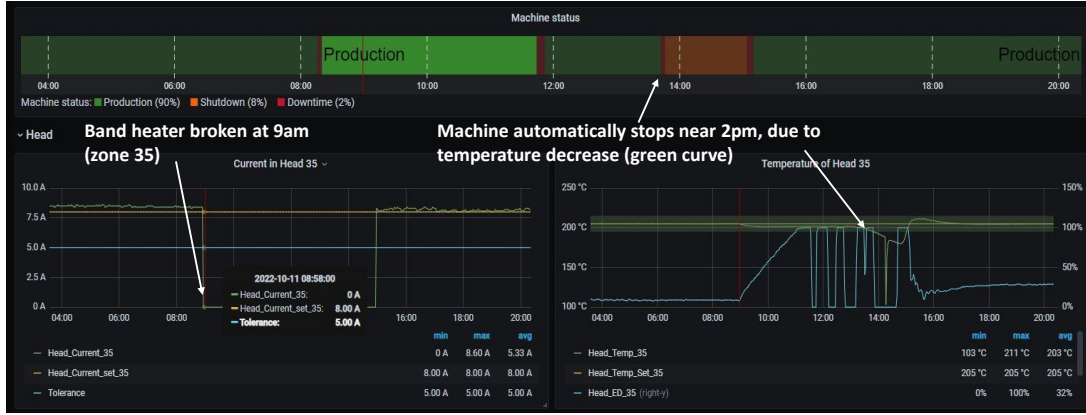 Machine status
Production
Production
04:00 06:00 08:00 10:00 12:00 14:00 16:00 18:00 20:00
Machine status: Production (90%) Shutdown (8%) Downtime (2%)
Head
Band heater broken at 9am
(zone 35)
Machine automatically stops near 2pm, due to
temperature decrease (green curve)
Current in Head 35
10.0 A
7.5 A
5.0 A
2.5 A
0 A
04:00 06:00 08:00 16:00 18:00 20:00
2022-10-11 08:58:00
Head_Current_35: 0 A
Head_Current_set_35: 8.00 A
Tolerance: 5.00 A
min max avg
Head_Current_35 0 A 8.60 A 5.33 A
Head_Current_set_35 8.00 A 8.00 A 8.00 A
Tolerance 5.00 A 5.00 A 5.00 A
Temperature of Head 35
250 °C 150%
200 °C 100%
150 °C 50%
100 °C 0%
04:00 06:00 08:00 10:00 12:00 14:00 16:00 18:00 20:00
min max avg
Head_Temp_35 103 °C 211 °C 203 °C
Head_Temp_Set_35 205 °C 205 °C 205 °C
Head_ED_35 (right-y) 0% 100% 32%